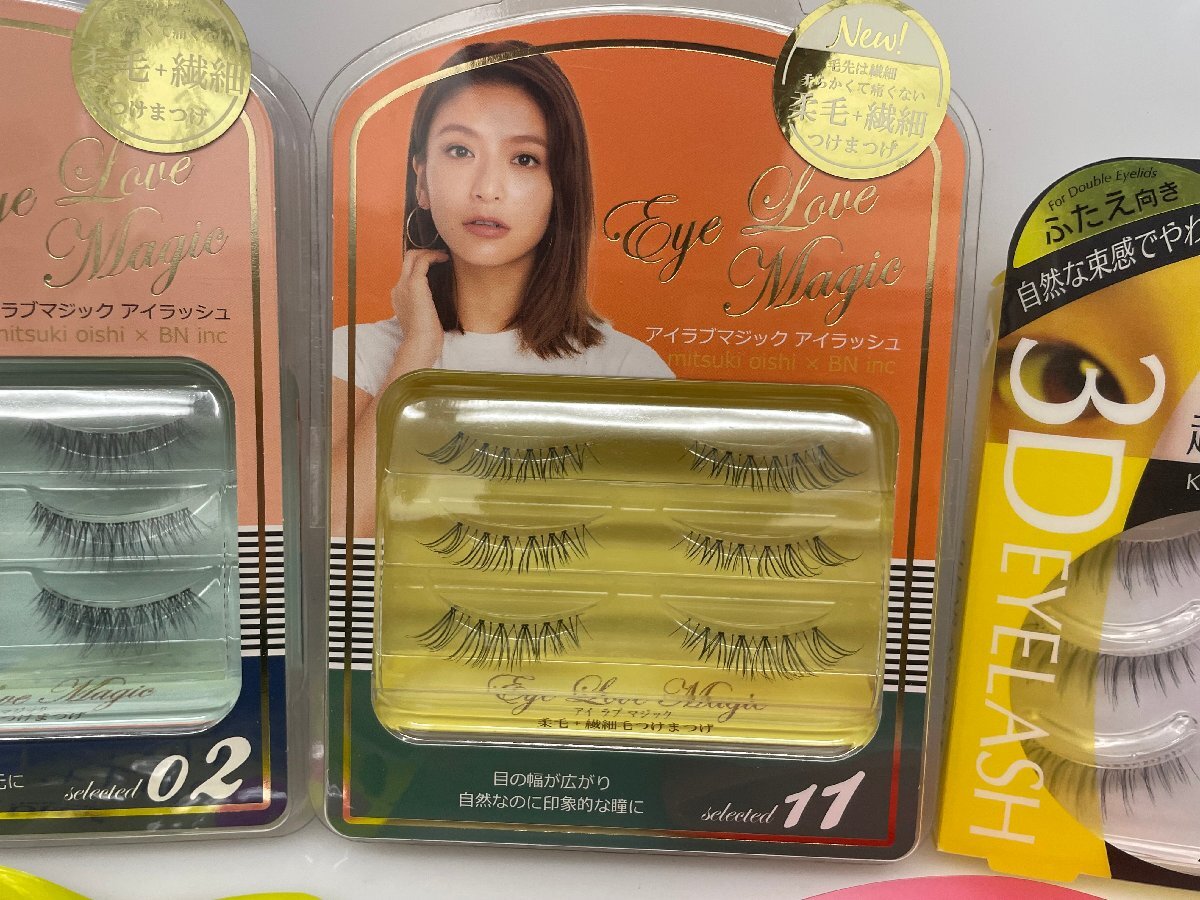 柔毛+繊細
つけまつげ
Love
Magic
ラブマジック アイラッシュ
mitsuki oishi × BN inc
selected 02
New!
毛先は繊細
柔らかくて痛くない
柔毛+繊細
つけまつげ
Eye Love
Magic
アイラブマジック アイラッシュ
mitsuki oishi × BN inc
Eye Love Magic
アイ ラブ マジック
柔毛+繊細毛つけまつげ
目の幅が広がり
自然なのに印象的な瞳に
selected 11
For Double Eyelids
ふたえ向き
自然な束感でやわ
3D EYELASH